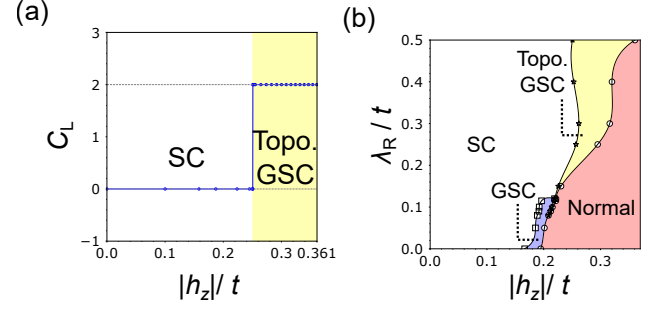 (a)
3
2
1
0
−1
C_L
SC
Topo.
GSC
0.0
0.1
0.2
0.3
0.361
|h_z|/ t
(b)
0.5
0.4
0.3
0.2
0.1
0.0
λ_R / t
Topo.
GSC
SC
GSC
Normal
0.0
0.1
0.2
0.3
|h_z|/ t